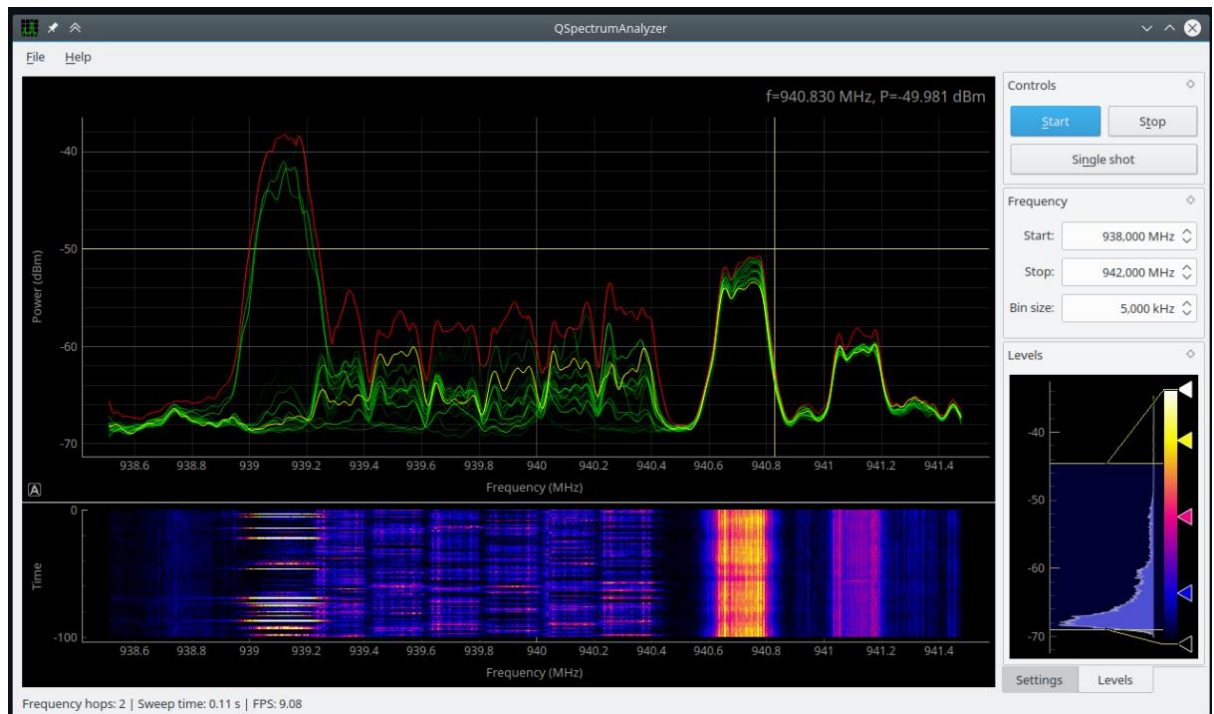 QSpectrumAnalyzer
File Help
f=940.830 MHz, P=-49.981 dBm
-40
-50
-60
-70
Power (dBm)
938.6 938.8 939 939.2 939.4 939.6 939.8 940 940.2 940.4 940.6 940.8 941 941.2 941.4
Frequency (MHz)
A
0
-100
Time
938.6 938.8 939 939.2 939.4 939.6 939.8 940 940.2 940.4 940.6 940.8 941 941.2 941.4
Frequency (MHz)
Controls
Start Stop
Single shot
Frequency
Start: 938,000 MHz
Stop: 942,000 MHz
Bin size: 5,000 kHz
Levels
-40
-50
-60
-70
Settings Levels
Frequency hops: 2 | Sweep time: 0.11 s | FPS: 9.08